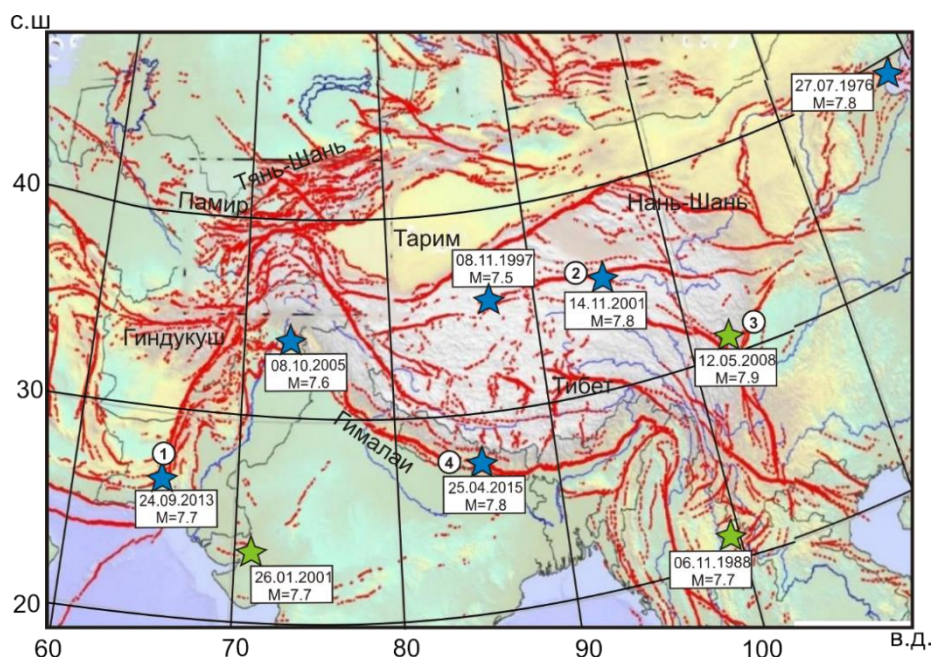 с.ш
27.07.1976
M=7.8
Тянь-Шань
40
Памир
Нань-Шань
Тарим
08.11.1997
M=7.5
2
14.11.2001
M=7.8
3
Гиндукуш
08.10.2005
M=7.6
12.05.2008
M=7.9
Тибет
30
Гималаи
1
4
24.09.2013
M=7.7
25.04.2015
M=7.8
26.01.2001
M=7.7
06.11.1988
M=7.7
20
60
70
80
90
100
в.д.